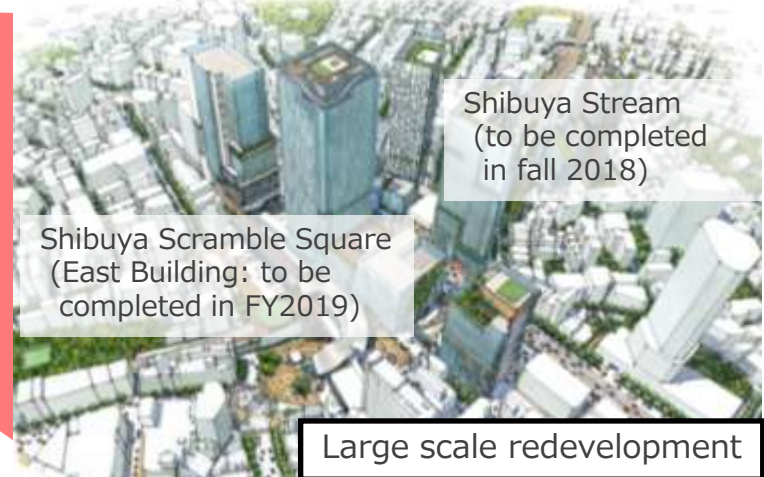 Shibuya Stream
(to be completed
in fall 2018)
Shibuya Scramble Square
(East Building: to be
completed in FY2019)
Large scale redevelopment